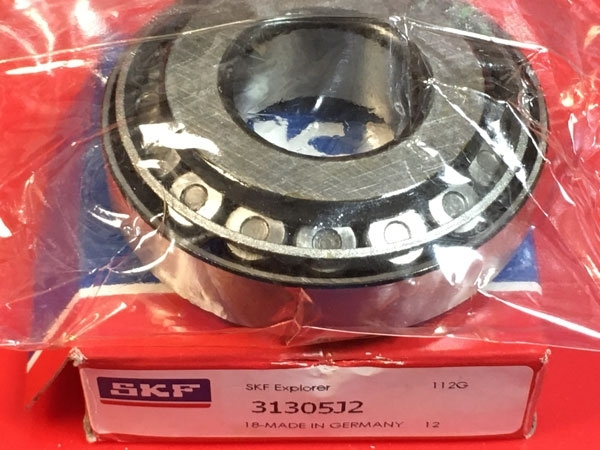 SKF
SKF Explorer 112G
31305J2
18-MADE IN GERMANY 12